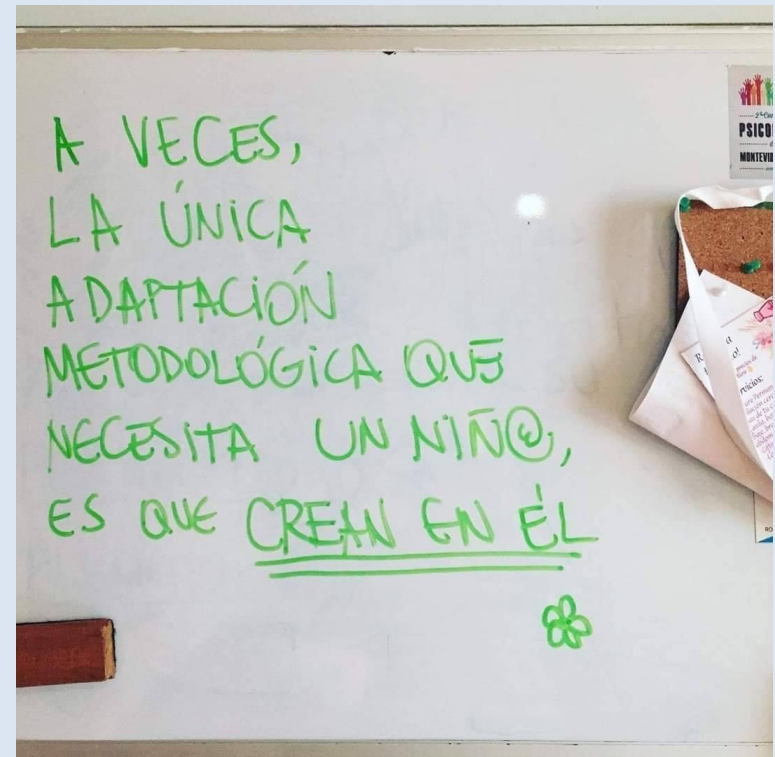 A VECES,
LA ÚNICA
ADAPTACIÓN
METODOLÓGICA QUE
NECESITA UN NIÑ@,
ES QUE CREAN EN ÉL
PSICO
MONTEVID